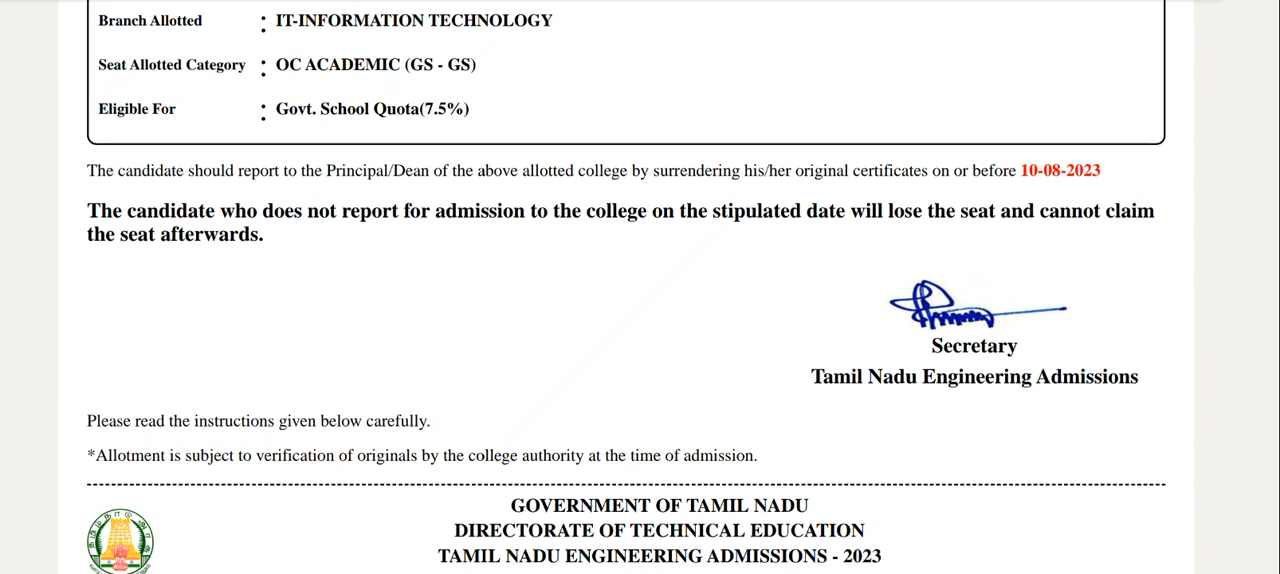 Branch Allotted : IT-INFORMATION TECHNOLOGY
Seat Allotted Category : OC ACADEMIC (GS - GS)
Eligible For : Govt. School Quota(7.5%)
The candidate should report to the Principal/Dean of the above allotted college by surrendering his/her original certificates on or before 10-08-2023
The candidate who does not report for admission to the college on the stipulated date will lose the seat and cannot claim
the seat afterwards.
Secretary
Tamil Nadu Engineering Admissions
Please read the instructions given below carefully.
*Allotment is subject to verification of originals by the college authority at the time of admission.
GOVERNMENT OF TAMIL NADU
DIRECTORATE OF TECHNICAL EDUCATION
TAMIL NADU ENGINEERING ADMISSIONS - 2023